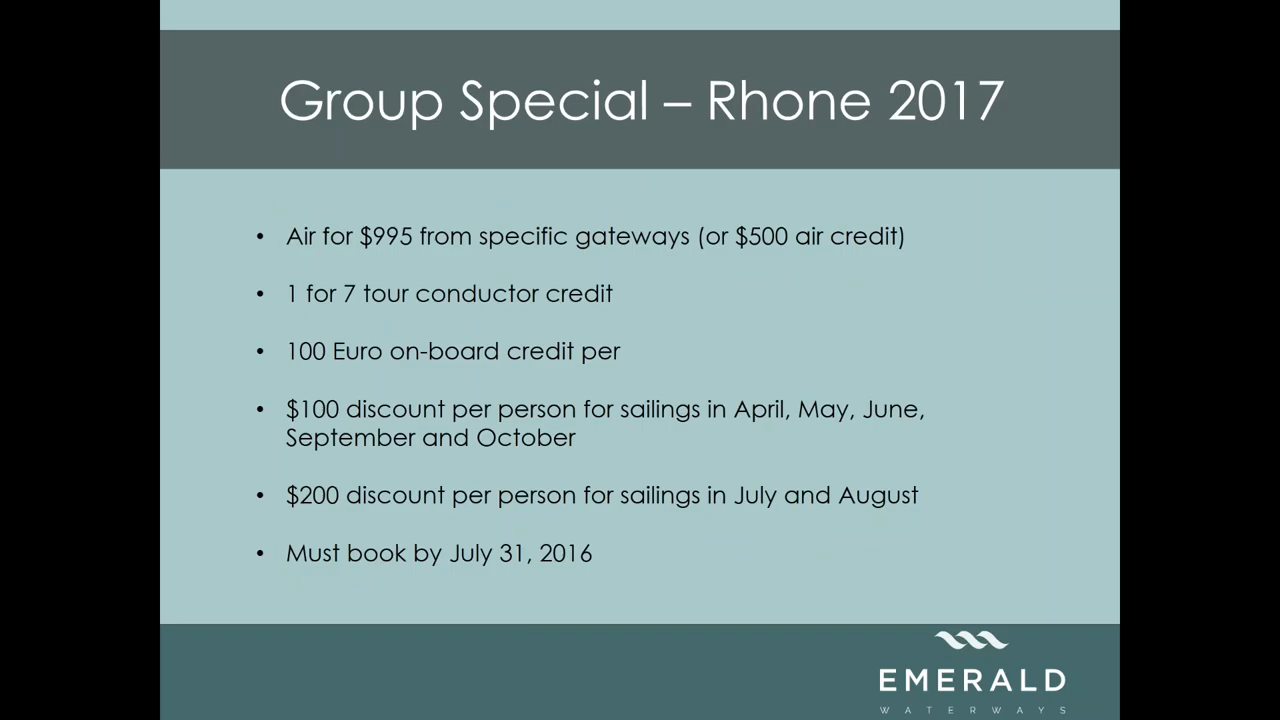 Group Special – Rhone 2017
• Air for $995 from specific gateways (or $500 air credit)
• 1 for 7 tour conductor credit
• 100 Euro on-board credit per
• $100 discount per person for sailings in April, May, June,
September and October
• $200 discount per person for sailings in July and August
• Must book by July 31, 2016
EMERALD
WATERWAYS